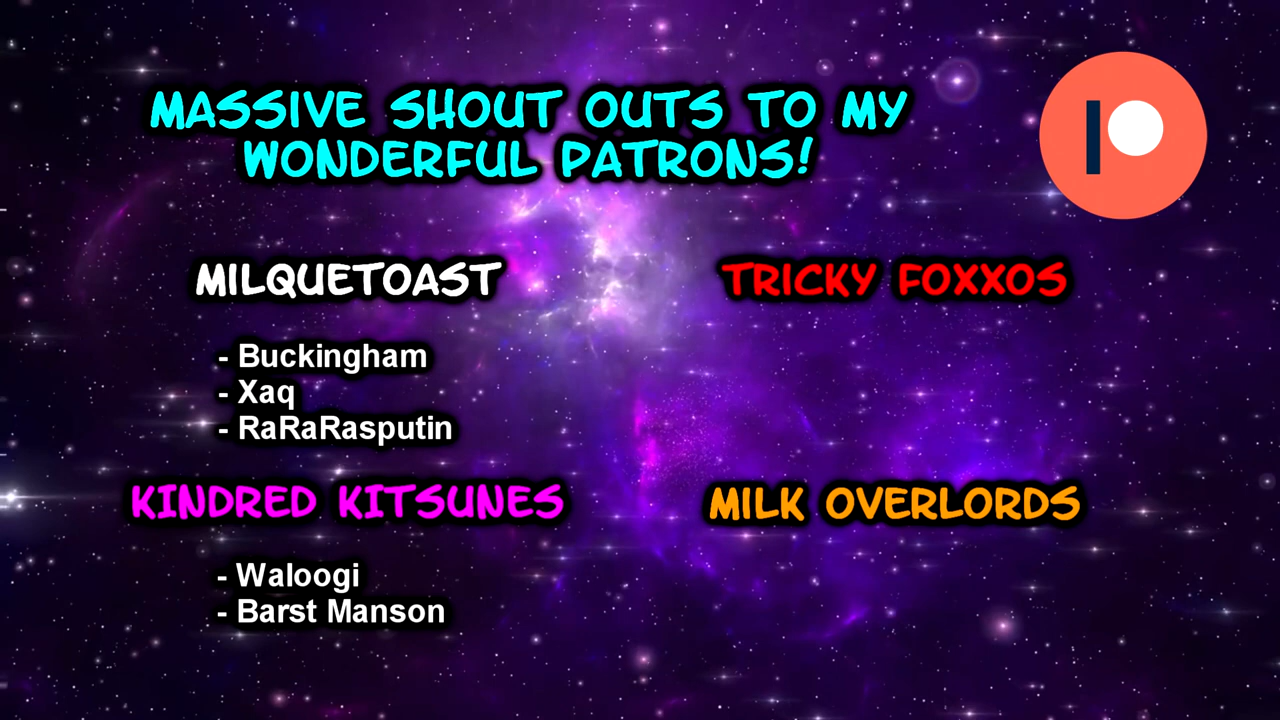 MASSIVE SHOUT OUTS TO MY
WONDERFUL PATRONS!
MILQUETOAST
- Buckingham
- Xaq
- RaRaRasputin
TRICKY FOXXOS
KINDRED KITSUNES
- Waloogi
- Barst Manson
MILK OVERLORDS